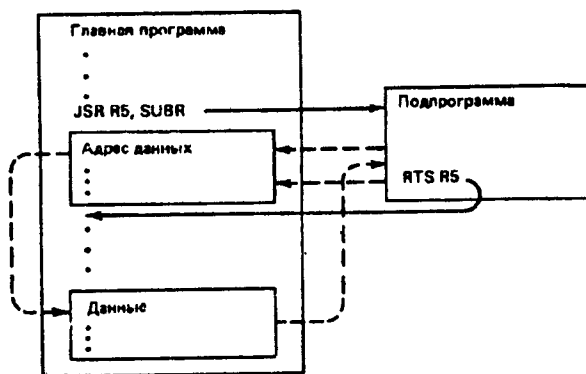 Главная программа
JSR R5, SUBR
Подпрограмма
Адрес данных
RTS R5
Данные